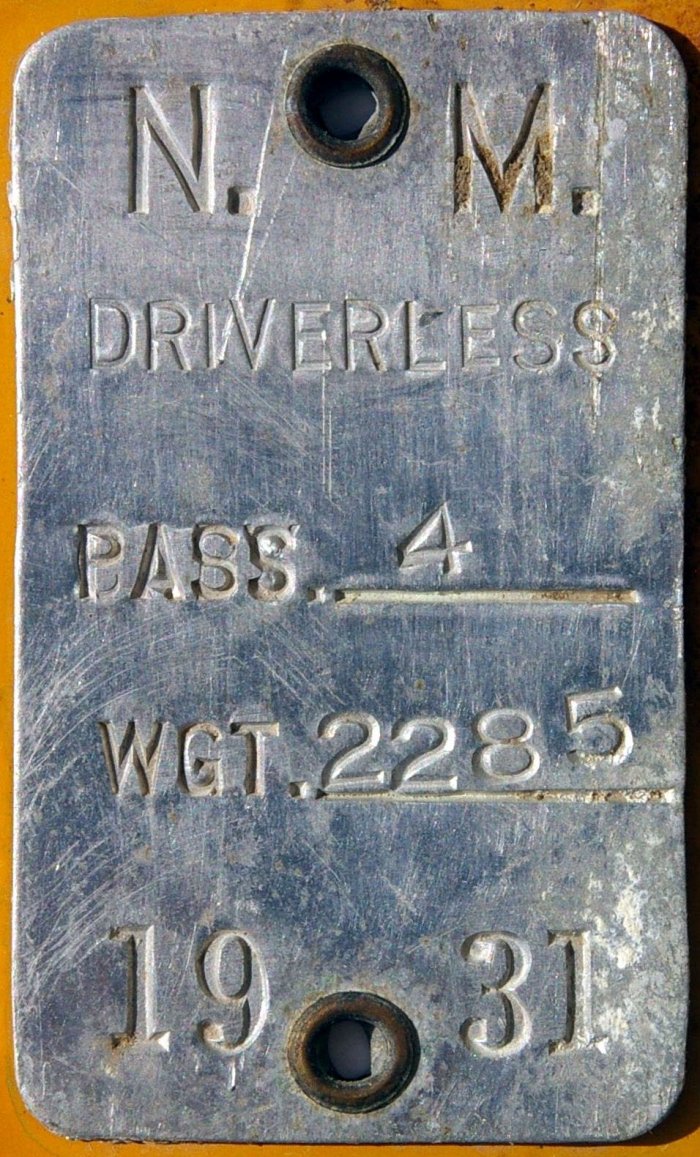 N. M.
DRIVERLESS
PASS. 4
WGT. 2285
19 31